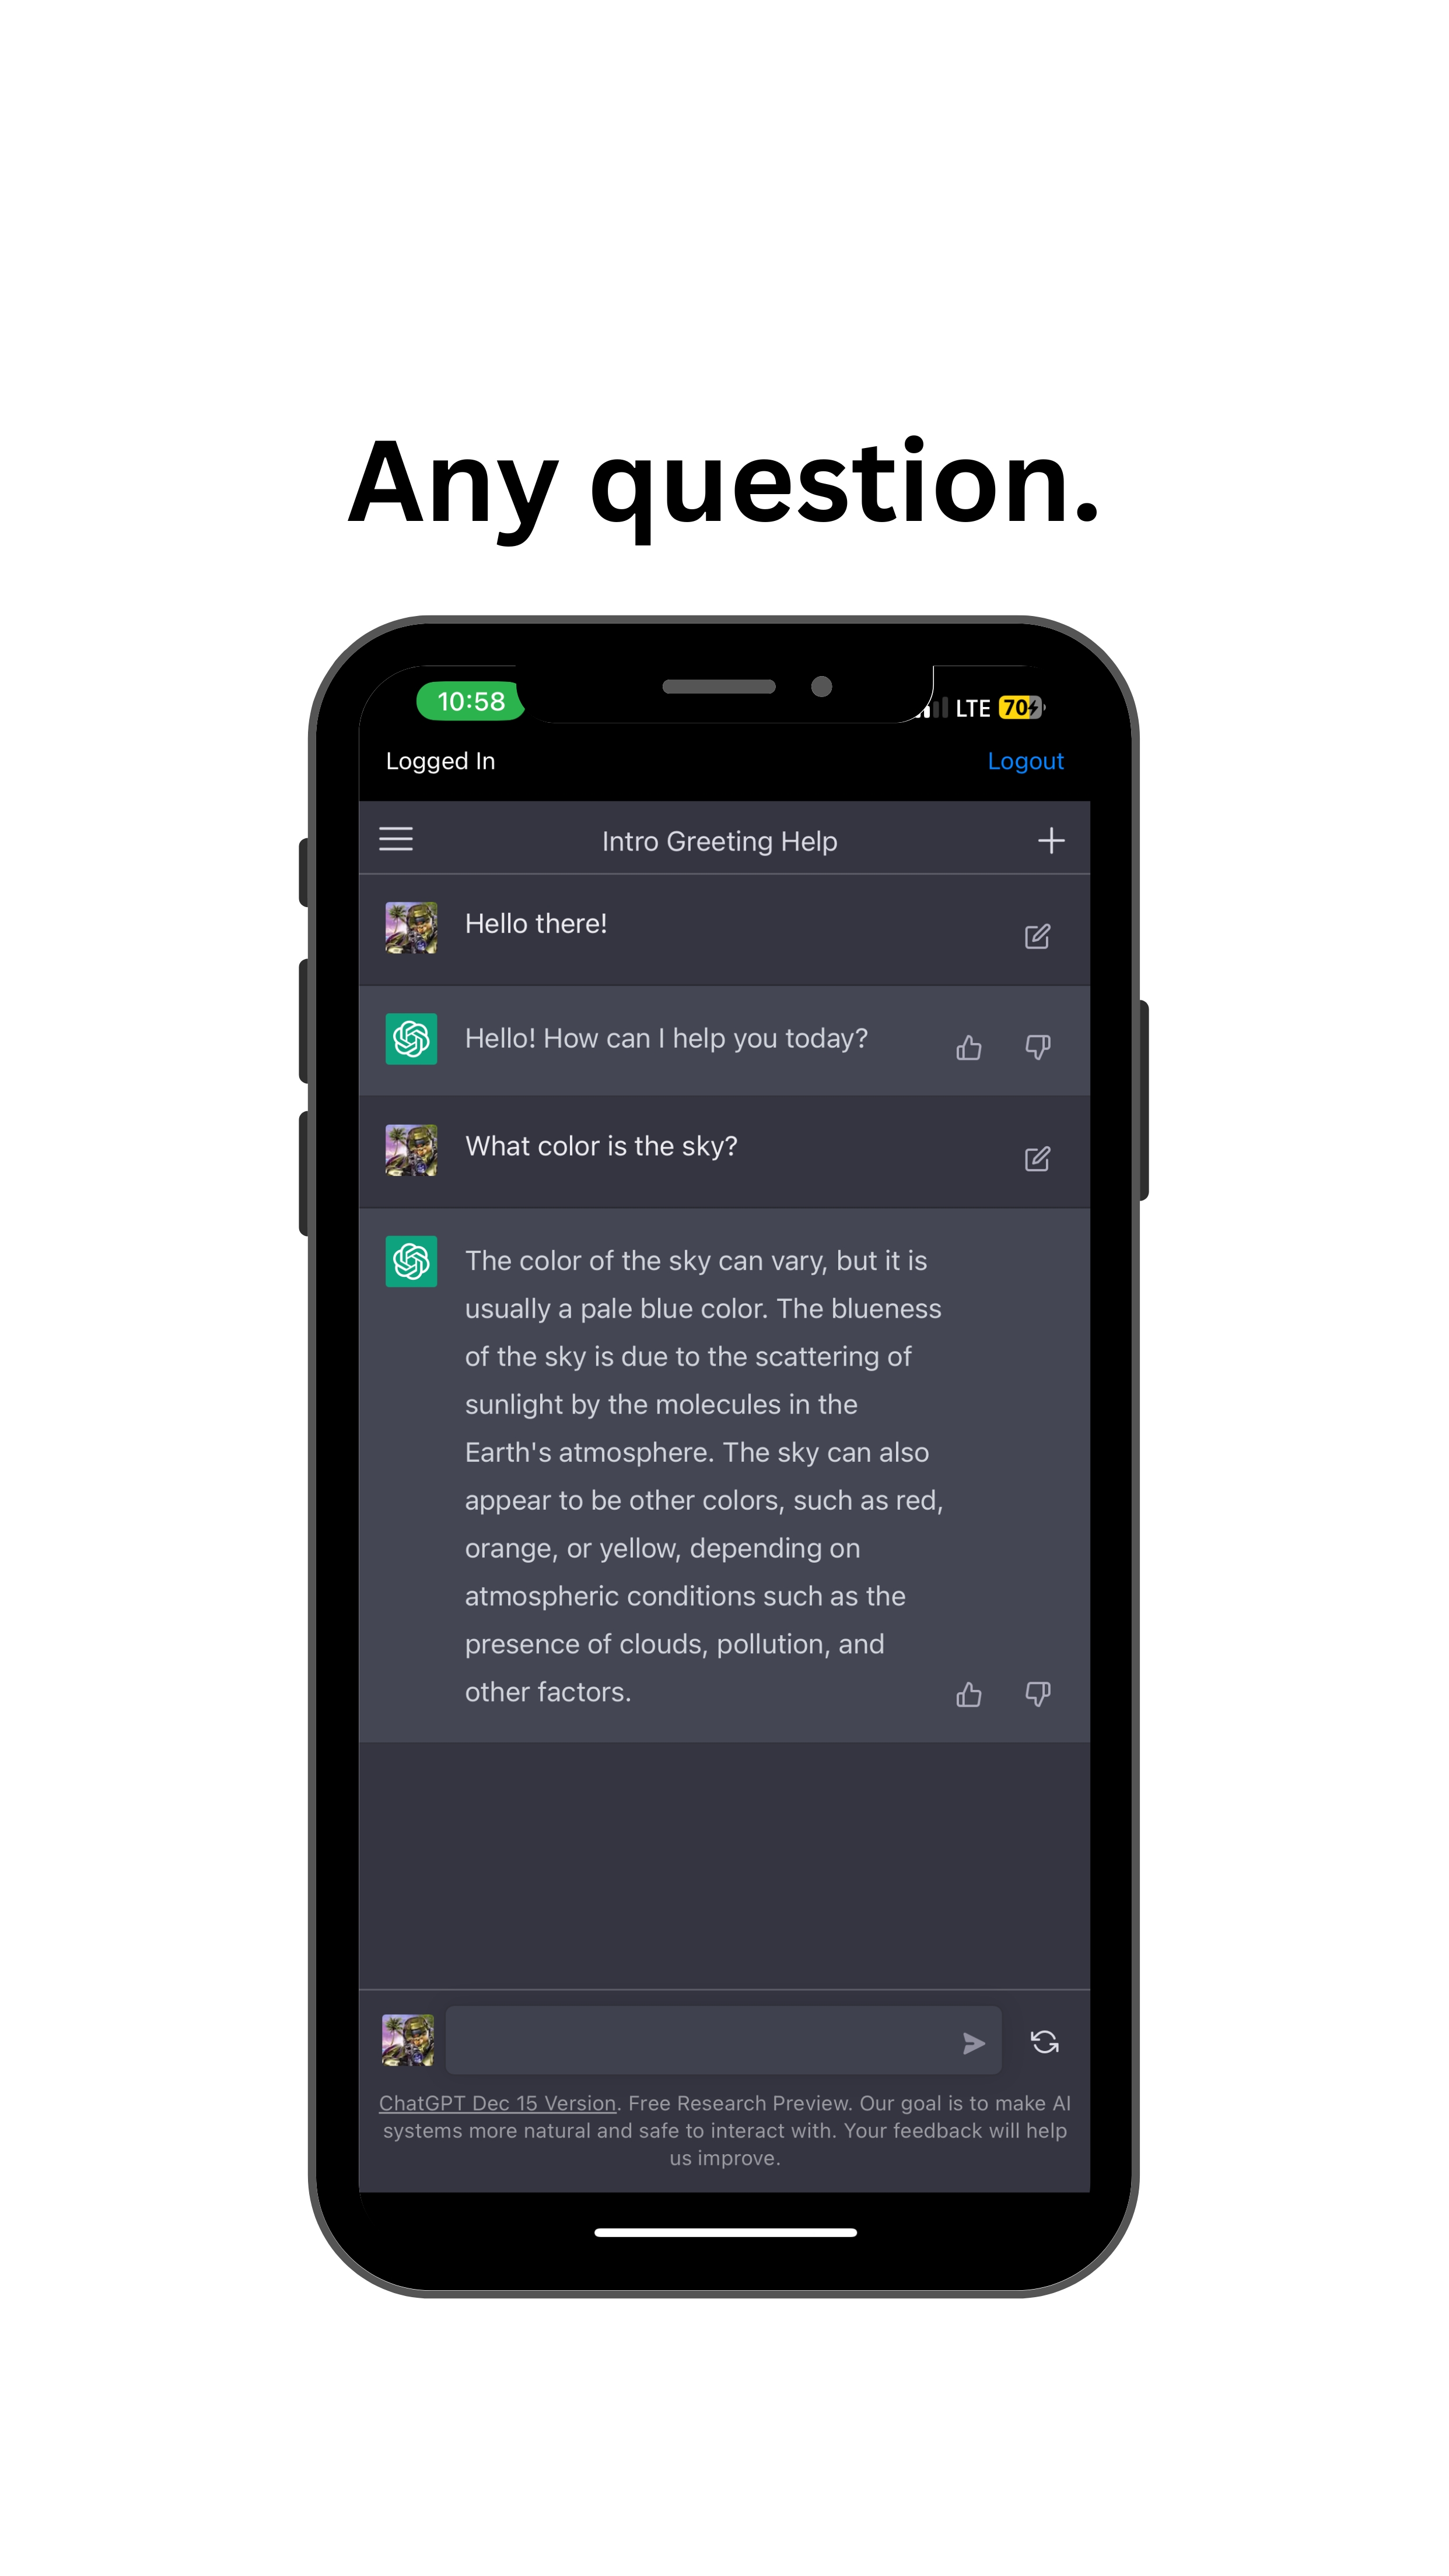 Any question.
10:58
LTE 70
Logged In
Logout
Intro Greeting Help
Hello there!
Hello! How can I help you today?
What color is the sky?
The color of the sky can vary, but it is
usually a pale blue color. The blueness
of the sky is due to the scattering of
sunlight by the molecules in the
Earth's atmosphere. The sky can also
appear to be other colors, such as red,
orange, or yellow, depending on
atmospheric conditions such as the
presence of clouds, pollution, and
other factors.
ChatGPT Dec 15 Version. Free Research Preview. Our goal is to make AI
systems more natural and safe to interact with. Your feedback will help
us improve.